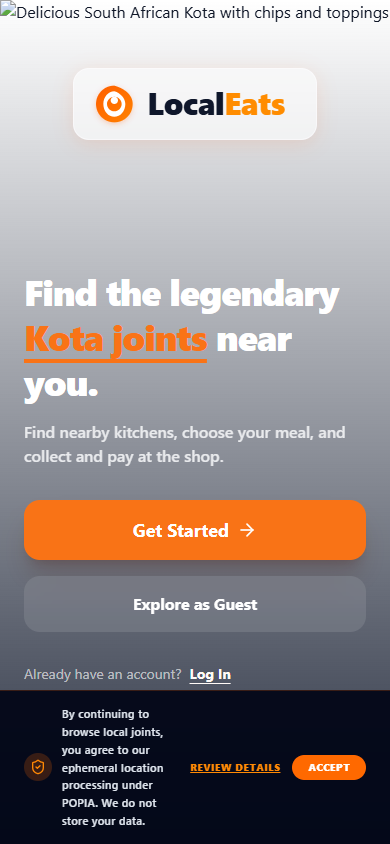 Delicious South African Kota with chips and toppings
LocalEats
Find the legendary
Kota joints near
you.
Find nearby kitchens, choose your meal, and
collect and pay at the shop.
Get Started →
Explore as Guest
Already have an account? Log In
By continuing to
browse local joints,
you agree to our
ephemeral location
processing under
POPIA. We do not
store your data.
REVIEW DETAILS
ACCEPT